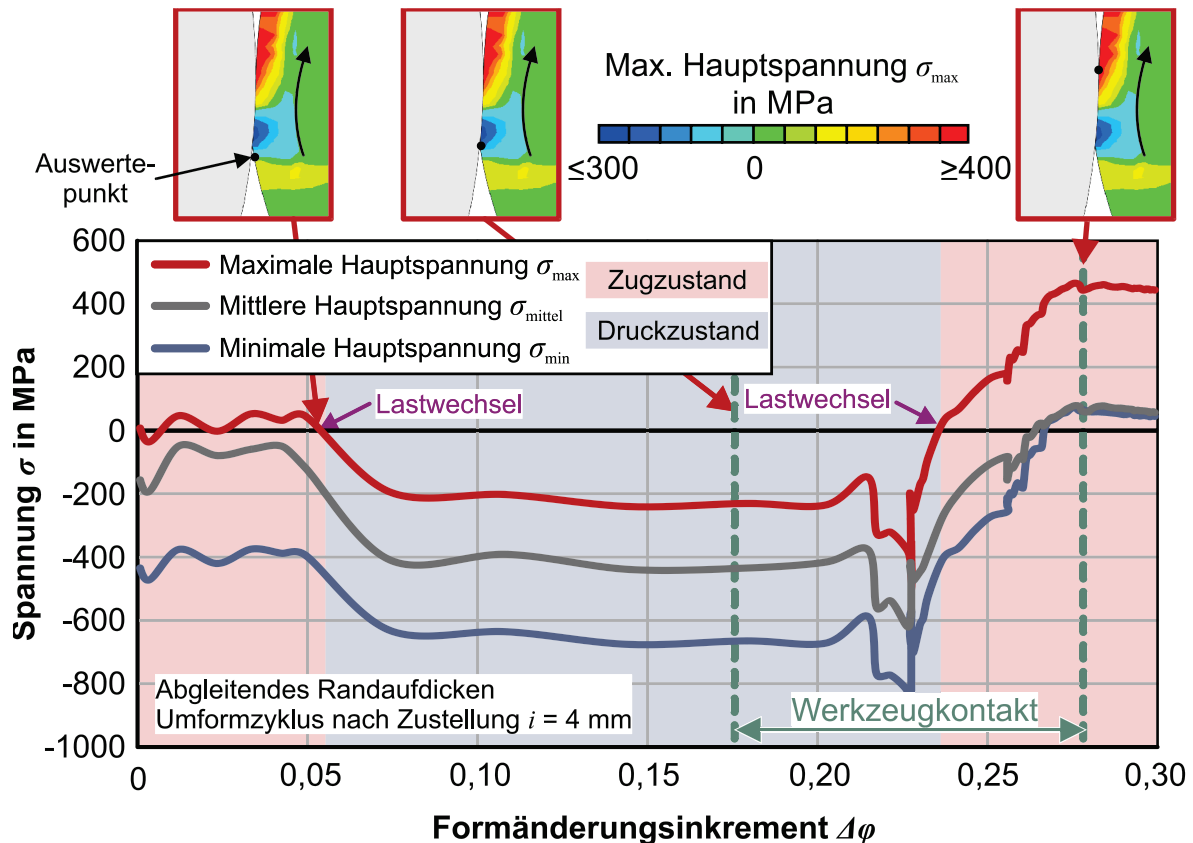 Max. Hauptspannung σmax
in MPa
≤300
0
≥400
Auswerte-
punkt
Maximale Hauptspannung σmax
Mittlere Hauptspannung σmittel
Minimale Hauptspannung σmin
Zugzustand
Druckzustand
Lastwechsel
Lastwechsel
Abgleitendes Randaufdicken
Umformzyklus nach Zustellung i = 4 mm
Werkzeugkontakt
Spannung σ in MPa
600
400
200
0
-200
-400
-600
-800
-1000
0
0,05
0,10
0,15
0,20
0,25
0,30
Formänderungsinkrement Δφ